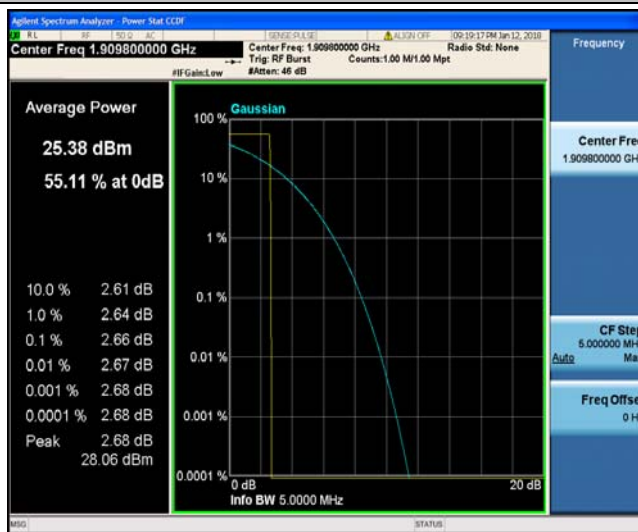 Agilent Spectrum Analyzer - Power Stat CCDF
RL RF 50 Ω AC SENSE:PULSE ALIGN OFF 09:19:17 PM Jan 12, 2018
Center Freq 1.909800000 GHz
Center Freq: 1.909800000 GHz Radio Std: None
Trig: RF Burst Counts:1.00 M/1.00 Mpt
#IFGain:Low #Atten: 46 dB
Frequency
Average Power
25.38 dBm
55.11 % at 0dB
10.0 % 2.61 dB
1.0 % 2.64 dB
0.1 % 2.66 dB
0.01 % 2.67 dB
0.001 % 2.68 dB
0.0001 % 2.68 dB
Peak 2.68 dB
28.06 dBm
Gaussian
100 %
10 %
1 %
0.1 %
0.01 %
0.001 %
0.0001 %
0 dB 20 dB
Info BW 5.0000 MHz
Center Fre
1.909800000 GH
CF Ste
5.000000 MH
Auto Ma
Freq Offse
0 H
MSG STATUS